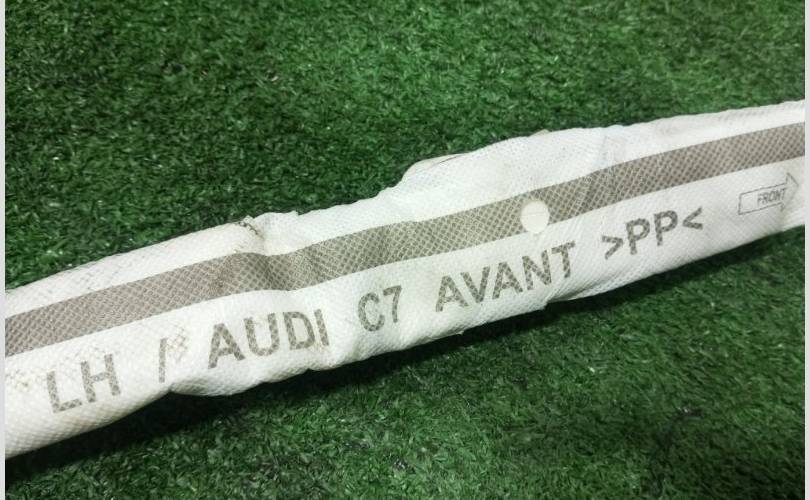 LH / AUDI C7 AVANT >PP<
FRONT